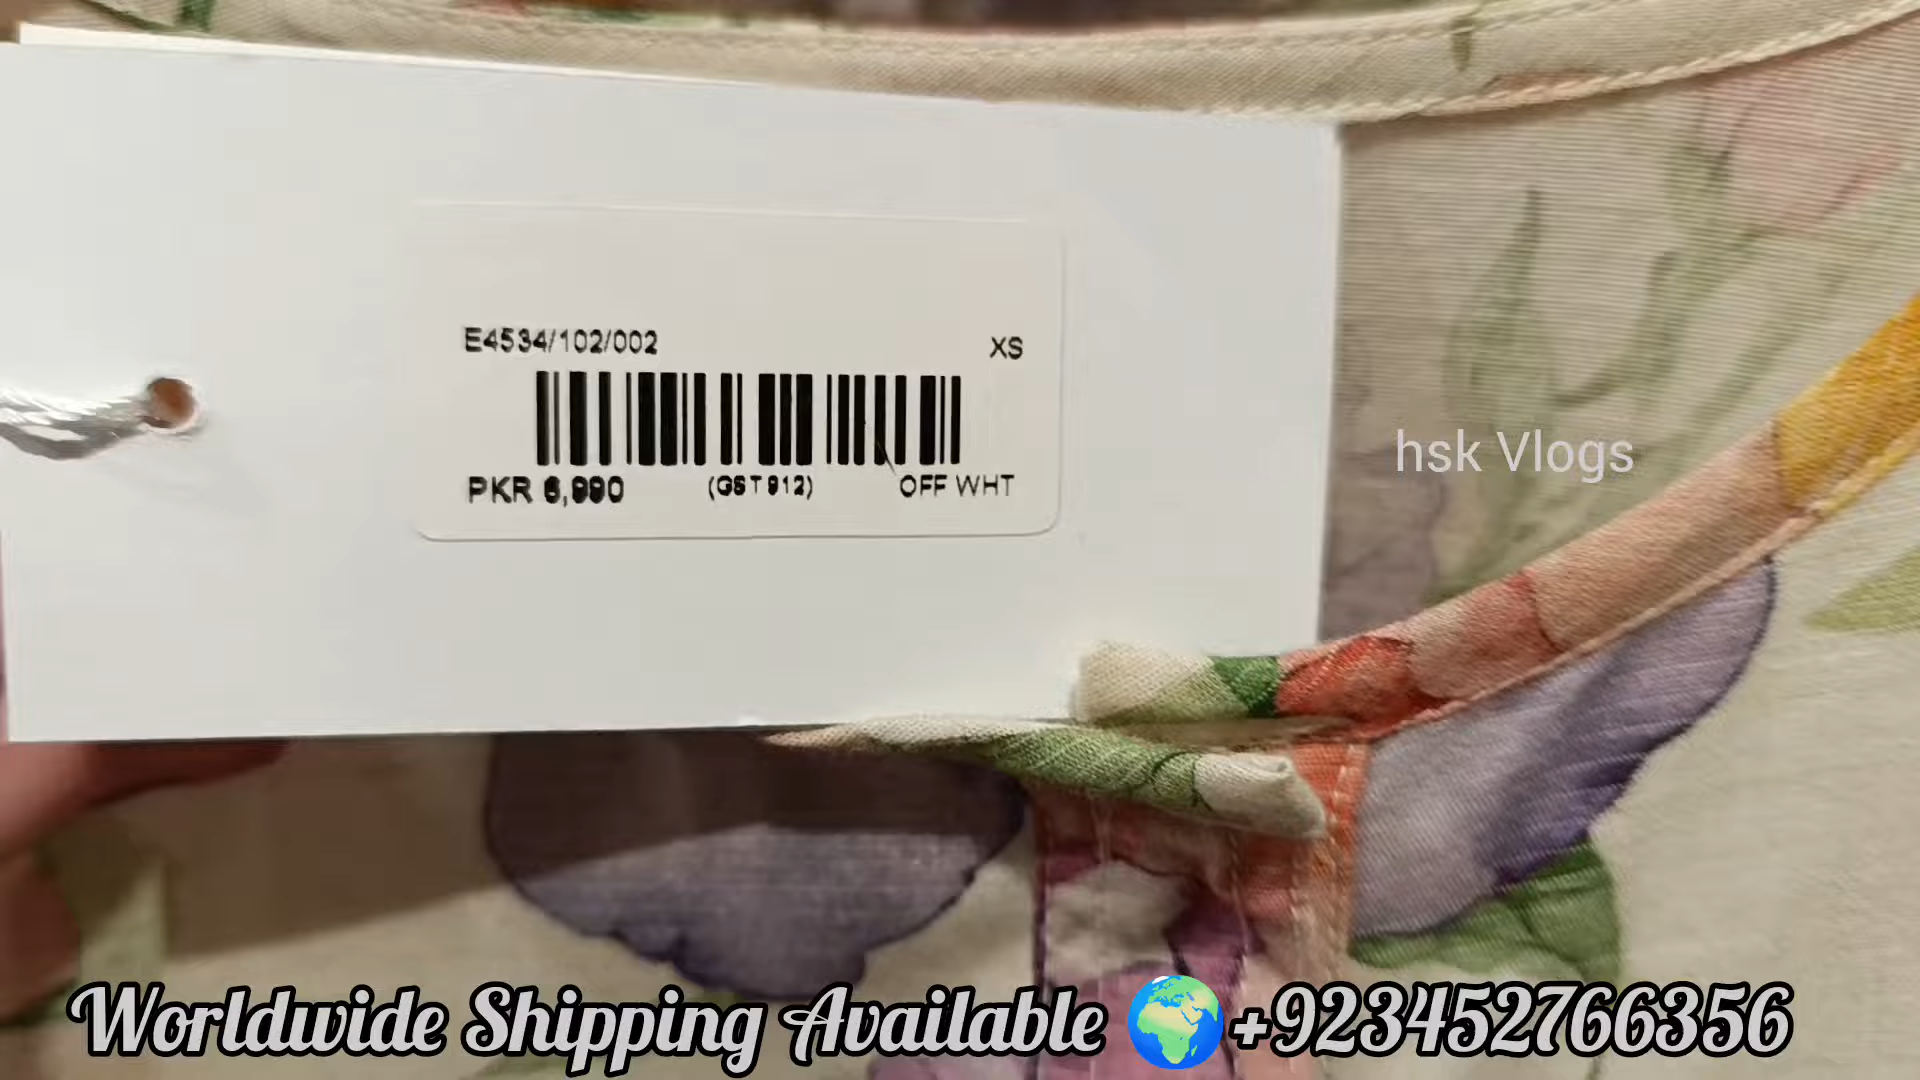 E4534/102/002 XS
PKR 6,990 (GST 912) OFF WHT
hsk Vlogs
Worldwide Shipping Available 🌍 +923452766356